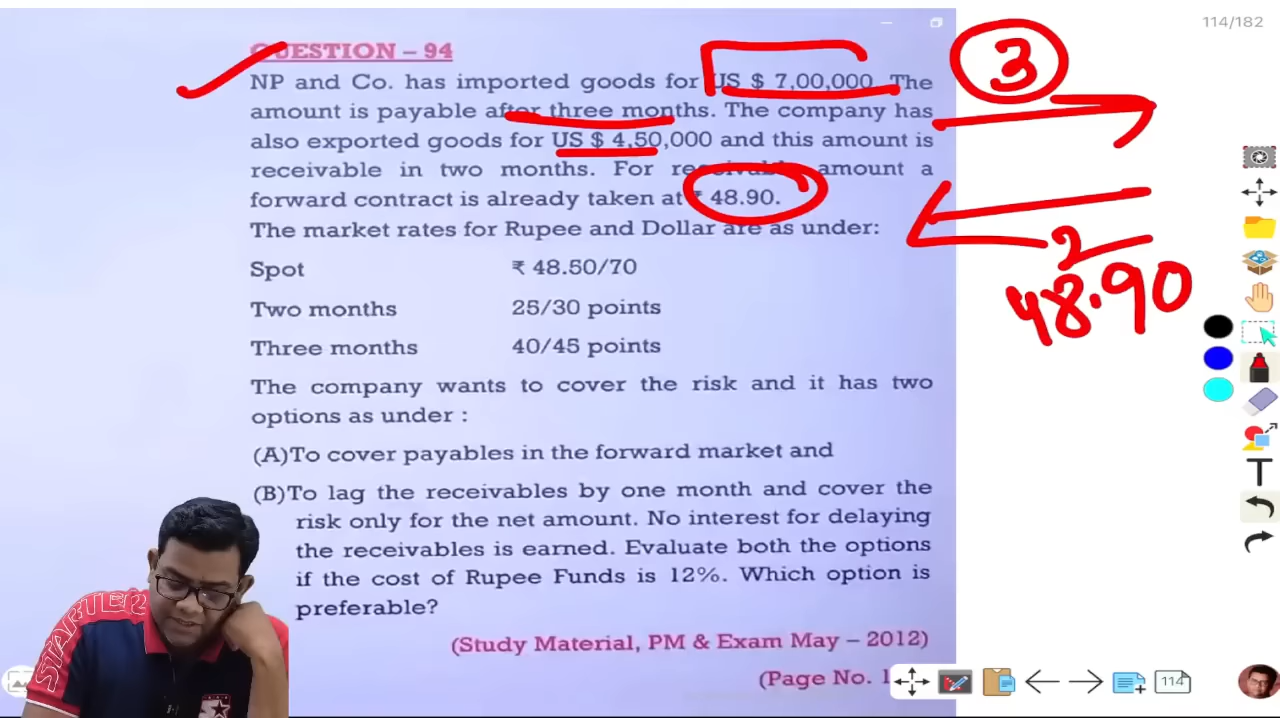 114/182
QUESTION – 94
3
NP and Co. has imported goods for US $ 7,00,000. The
amount is payable after three months. The company has
also exported goods for US $ 4,50,000 and this amount is
receivable in two months. For receivable amount a
forward contract is already taken at ₹ 48.90.
The market rates for Rupee and Dollar are as under:
2
48.90
Spot ₹ 48.50/70
Two months 25/30 points
Three months 40/45 points
The company wants to cover the risk and it has two
options as under :
(A)To cover payables in the forward market and
(B)To lag the receivables by one month and cover the
risk only for the net amount. No interest for delaying
the receivables is earned. Evaluate both the options
if the cost of Rupee Funds is 12%. Which option is
preferable?
(Study Material, PM & Exam May – 2012)
(Page No. 1
T
114
STARTER